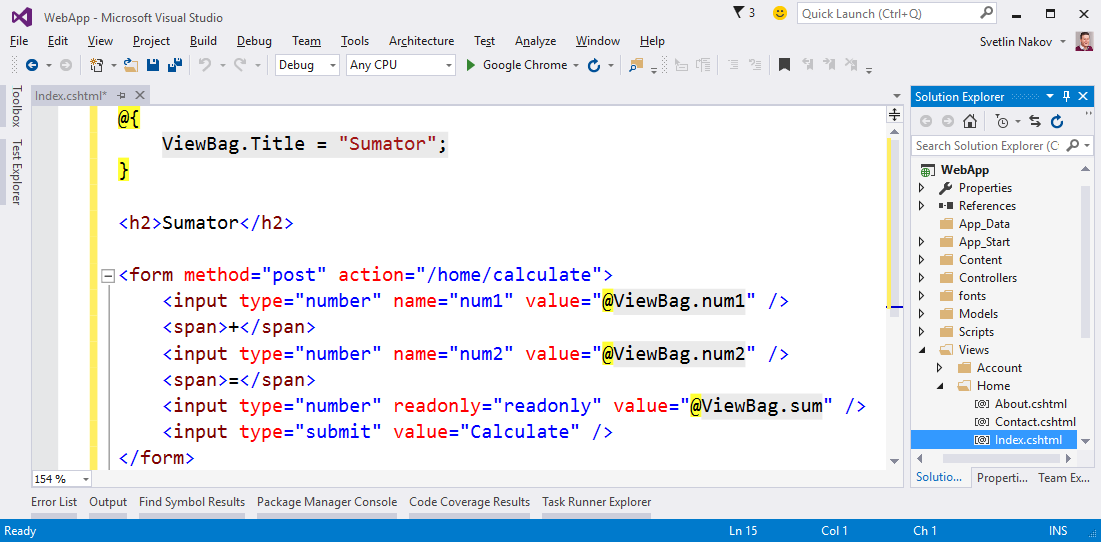 WebApp - Microsoft Visual Studio
3
Quick Launch (Ctrl+Q)
File Edit View Project Build Debug Team Tools Architecture Test Analyze Window Help
Svetlin Nakov
Debug Any CPU Google Chrome
Toolbox
Test Explorer
Index.cshtml*
@{
ViewBag.Title = "Sumator";
}
<h2>Sumator</h2>
<form method="post" action="/home/calculate">
<input type="number" name="num1" value="@ViewBag.num1" />
<span>+</span>
<input type="number" name="num2" value="@ViewBag.num2" />
<span>=</span>
<input type="number" readonly="readonly" value="@ViewBag.sum" />
<input type="submit" value="Calculate" />
</form>
154 %
Solution Explorer
Search Solution Explorer (C
WebApp
Properties
References
App_Data
App_Start
Content
Controllers
fonts
Models
Scripts
Views
Account
Home
[@] About.cshtml
[@] Contact.cshtml
[@] Index.cshtml
Solutio... Properti... Team Ex...
Error List Output Find Symbol Results Package Manager Console Code Coverage Results Task Runner Explorer
Ready Ln 15 Col 1 Ch 1 INS